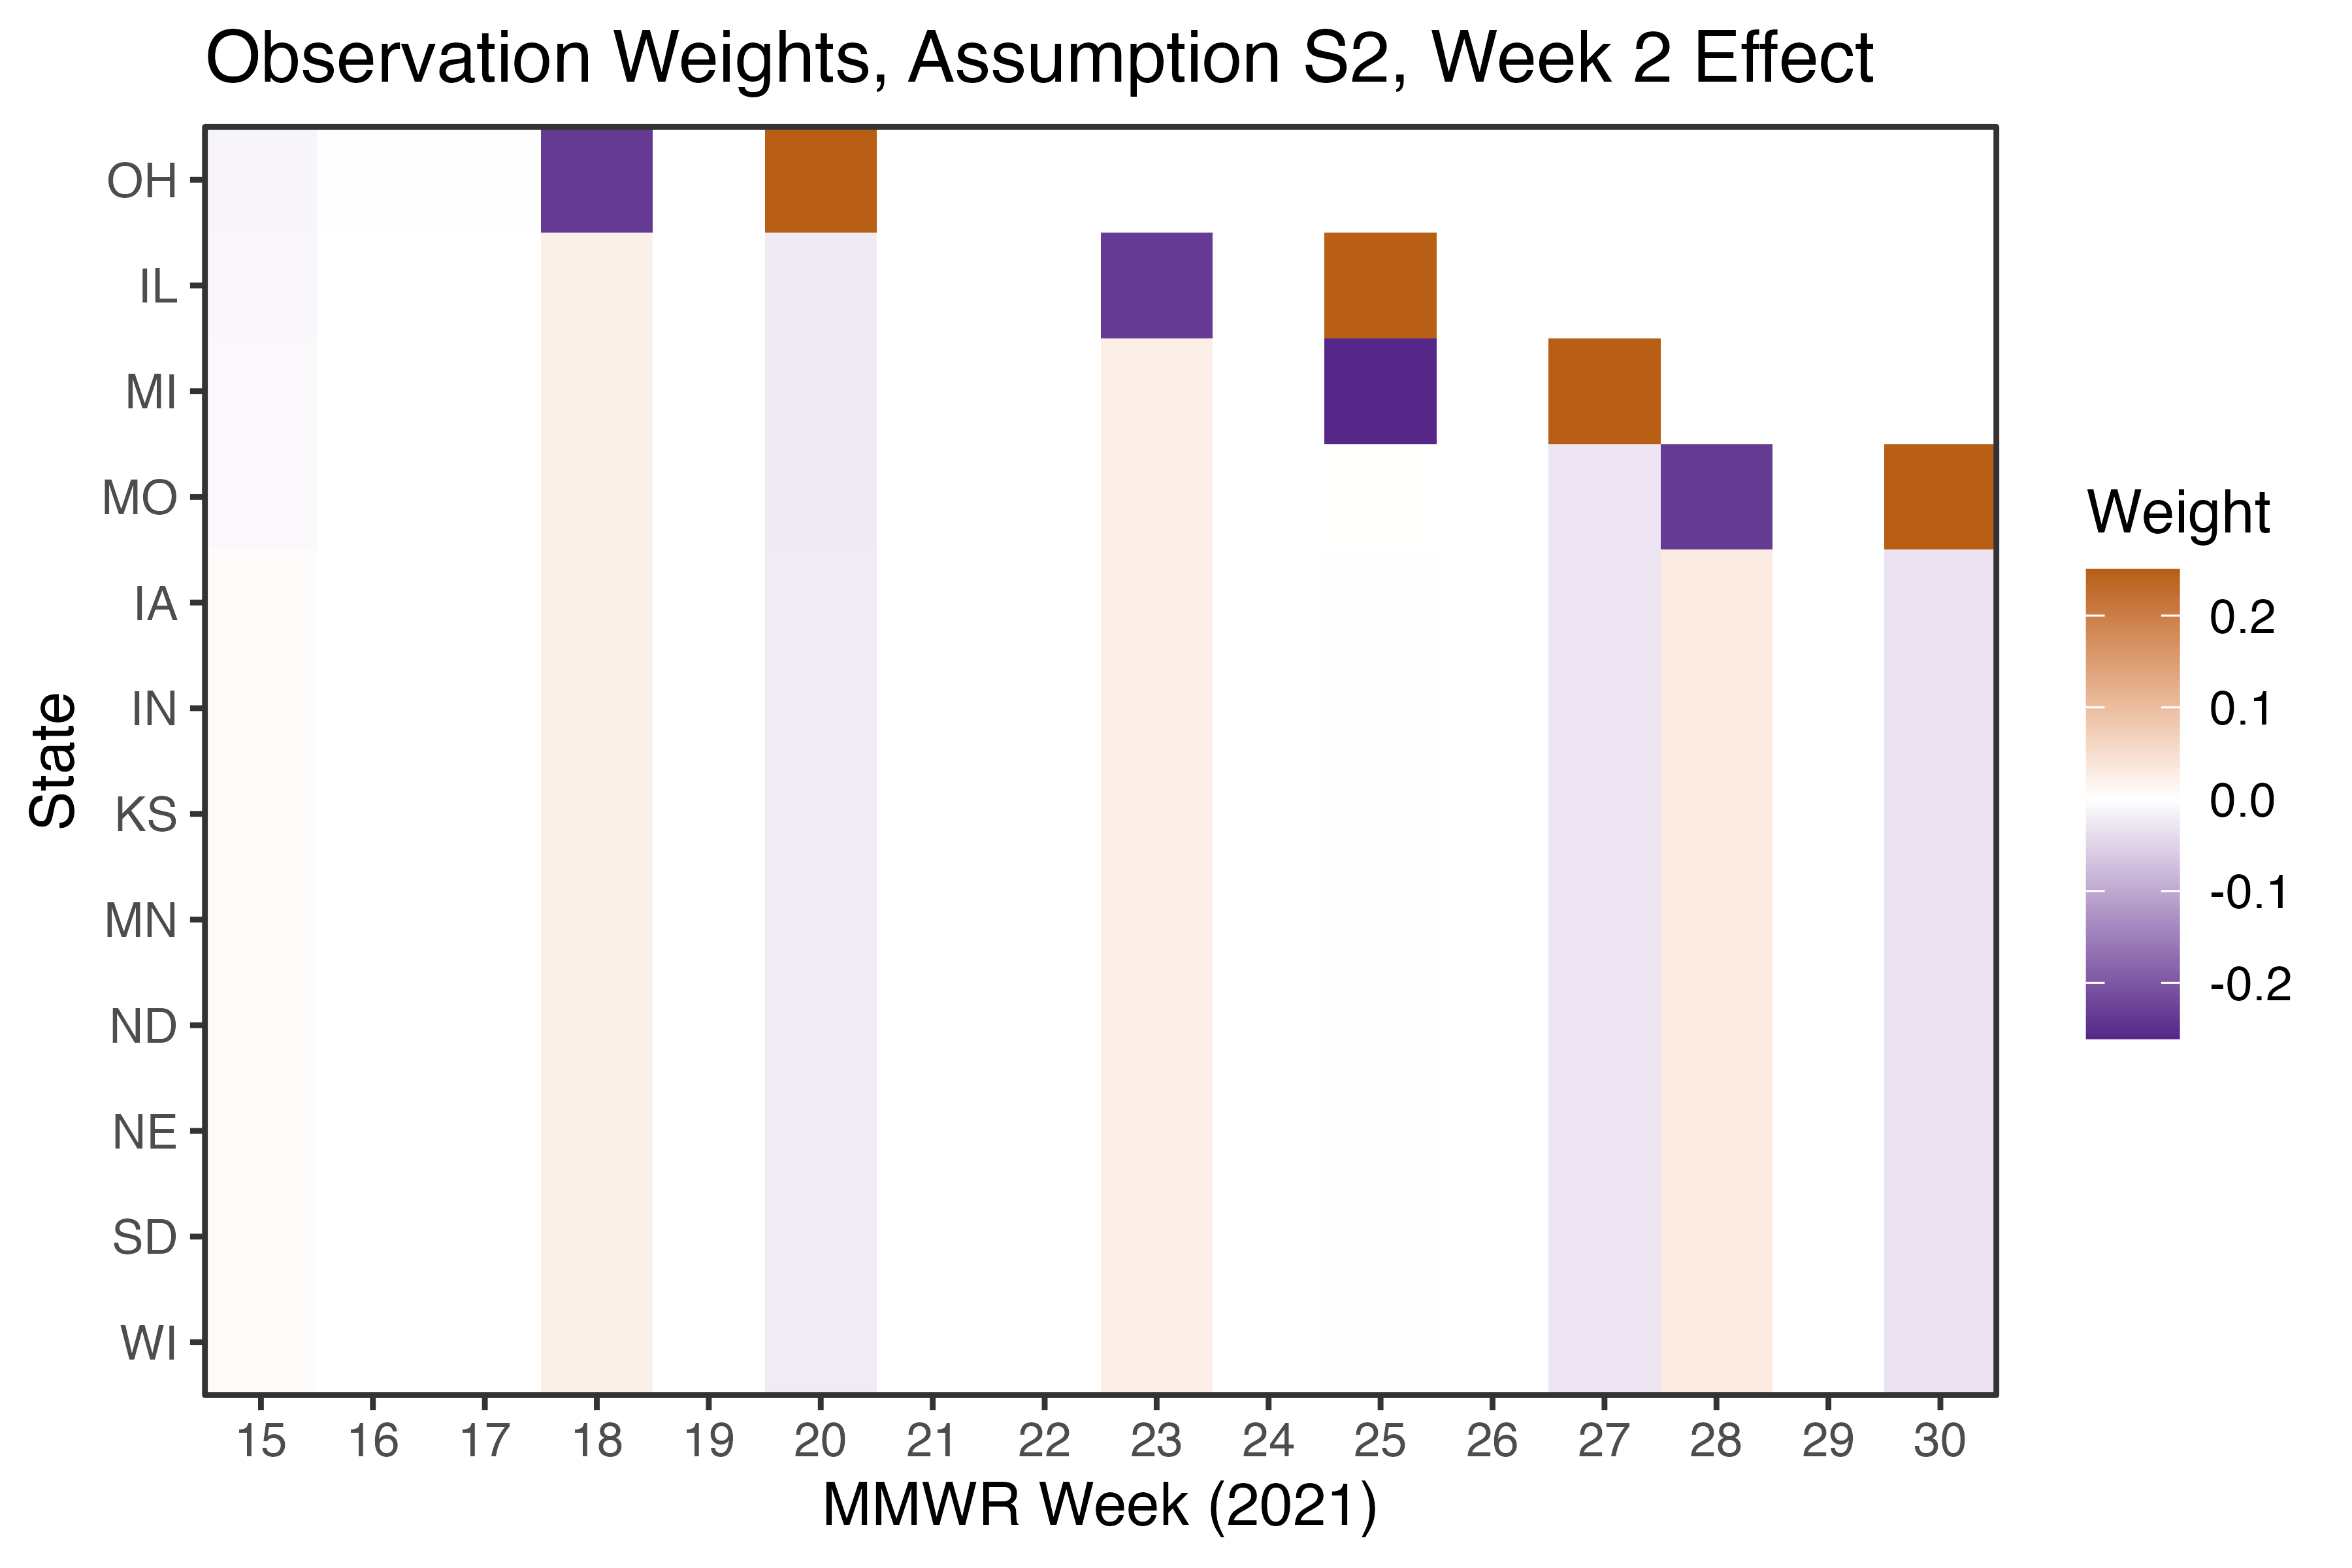 Observation Weights, Assumption S2, Week 2 Effect
State
OH
IL
MI
MO
IA
IN
KS
MN
ND
NE
SD
WI
15 16 17 18 19 20 21 22 23 24 25 26 27 28 29 30
MMWR Week (2021)
Weight
0.2
0.1
0.0
-0.1
-0.2